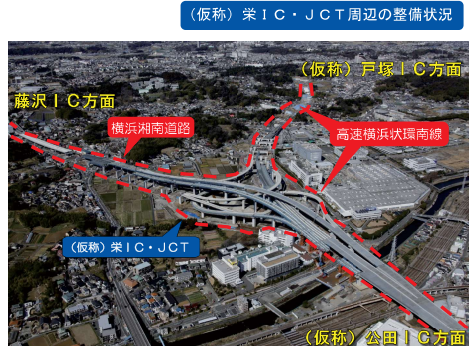 （仮称）栄ＩＣ・ＪＣＴ周辺の整備状況
（仮称）戸塚ＩＣ方面
藤沢ＩＣ方面
横浜湘南道路
高速横浜状環南線
（仮称）栄ＩＣ・ＪＣＴ
（仮称）公田ＩＣ方面